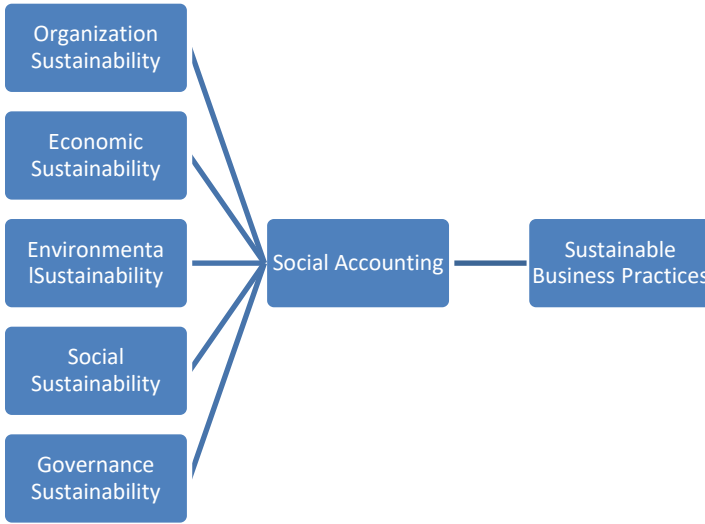 Organization
Sustainability
Economic
Sustainability
Environmenta
lSustainability
Social
Sustainability
Governance
Sustainability
Social Accounting
Sustainable
Business Practices